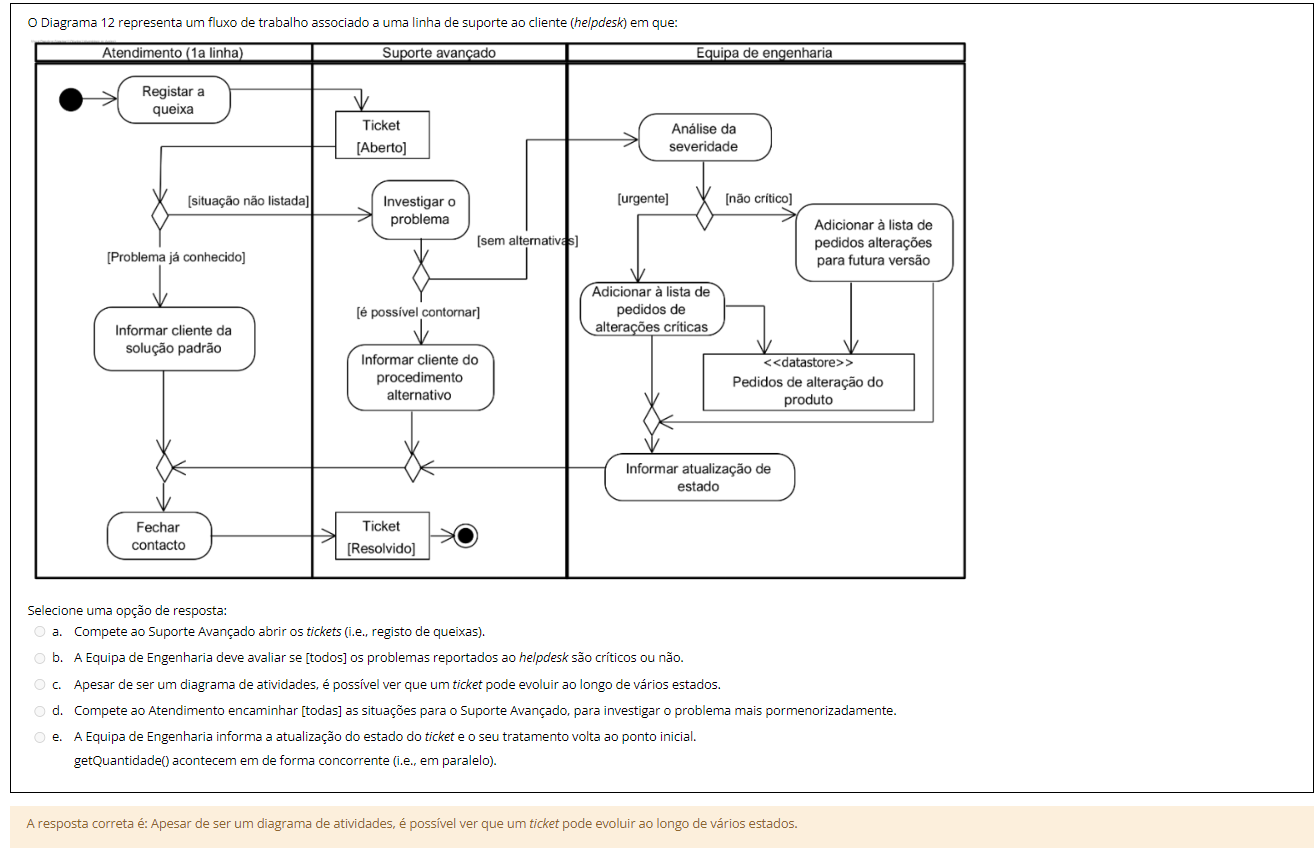 O Diagrama 12 representa um fluxo de trabalho associado a uma linha de suporte ao cliente (helpdesk) em que:
Atendimento (1a linha)
Suporte avançado
Equipa de engenharia
Registar a
queixa
Ticket
[Aberto]
Análise da
severidade
[situação não listada]
Investigar o
problema
[urgente]
[não crítico]
Adicionar à lista de
pedidos alterações
para futura versão
[sem alternativas]
[Problema já conhecido]
Adicionar à lista de
pedidos de
alterações críticas
[é possível contornar]
Informar cliente da
solução padrão
Informar cliente do
procedimento
alternativo
<<datastore>>
Pedidos de alteração do
produto
Informar atualização de
estado
Fechar
contacto
Ticket
[Resolvido]
Selecione uma opção de resposta:
a. Compete ao Suporte Avançado abrir os tickets (i.e., registo de queixas).
b. A Equipa de Engenharia deve avaliar se [todos] os problemas reportados ao helpdesk são críticos ou não.
c. Apesar de ser um diagrama de atividades, é possível ver que um ticket pode evoluir ao longo de vários estados.
d. Compete ao Atendimento encaminhar [todas] as situações para o Suporte Avançado, para investigar o problema mais pormenorizadamente.
e. A Equipa de Engenharia informa a atualização do estado do ticket e o seu tratamento volta ao ponto inicial.
getQuantidade() acontecem em de forma concorrente (i.e., em paralelo).
A resposta correta é: Apesar de ser um diagrama de atividades, é possível ver que um ticket pode evoluir ao longo de vários estados.